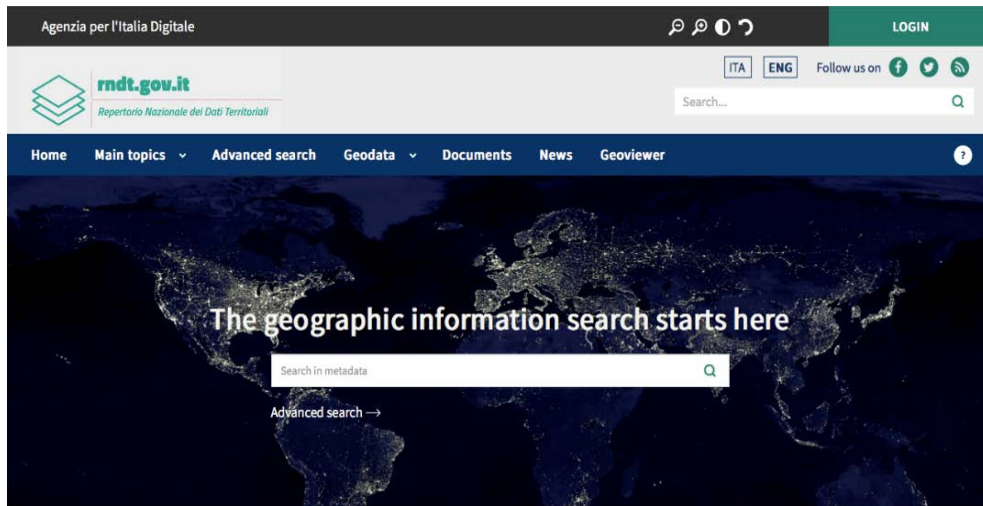 Agenzia per l'Italia Digitale
LOGIN
rndt.gov.it
Repertorio Nazionale dei Dati Territoriali
ITA ENG Follow us on
Search...
Home Main topics Advanced search Geodata Documents News Geoviewer ?
The geographic information search starts here
Search in metadata
Advanced search →